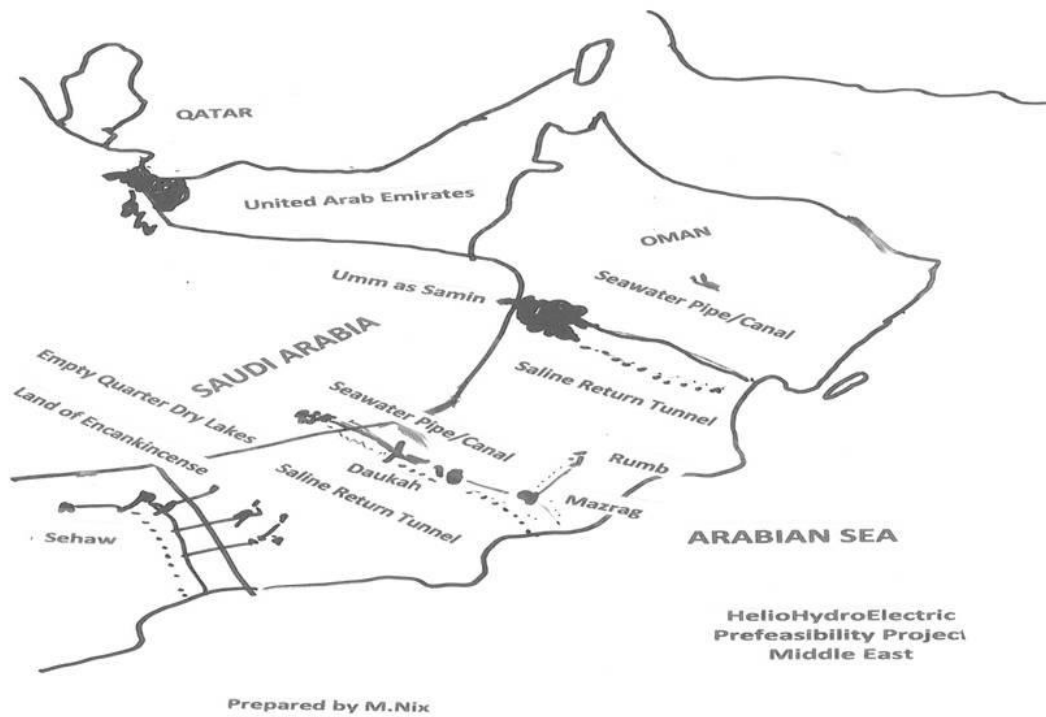 QATAR
United Arab Emirates
OMAN
Umm as Samin
Seawater Pipe/Canal
SAUDI ARABIA
Saline Return Tunnel
Empty Quarter Dry Lakes
Seawater Pipe/Canal
Land of Encankincense
Daukah
Rumb
Saline Return Tunnel
Mazrag
Sehaw
ARABIAN SEA
HelioHydroElectric
Prefeasibility Project
Middle East
Prepared by M.Nix